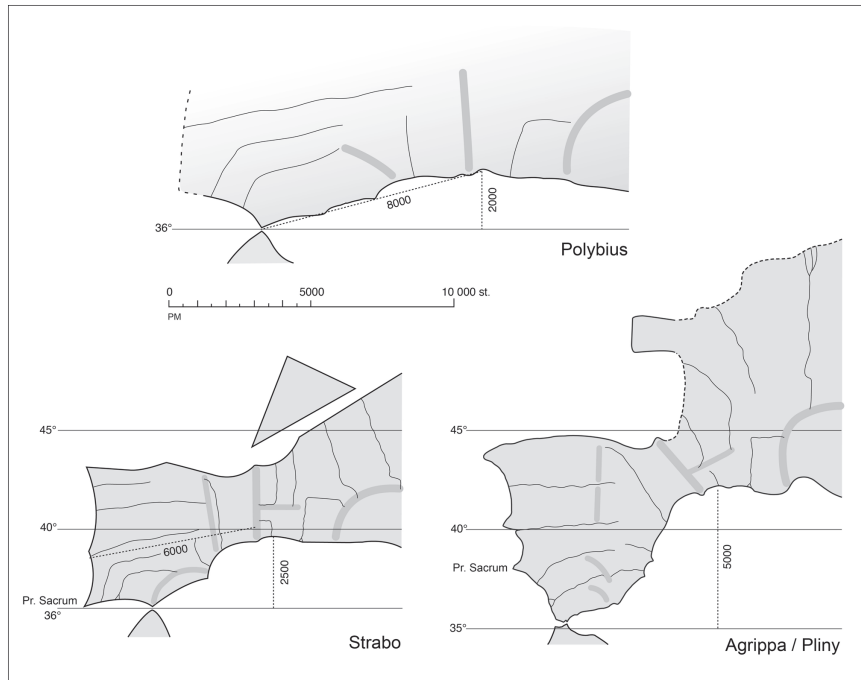 8000
2000
36°
Polybius
0 5000 10 000 st.
PM
45°
40°
6000
2500
Pr. Sacrum
36°
Strabo
45°
40°
Pr. Sacrum
5000
35°
Agrippa / Pliny